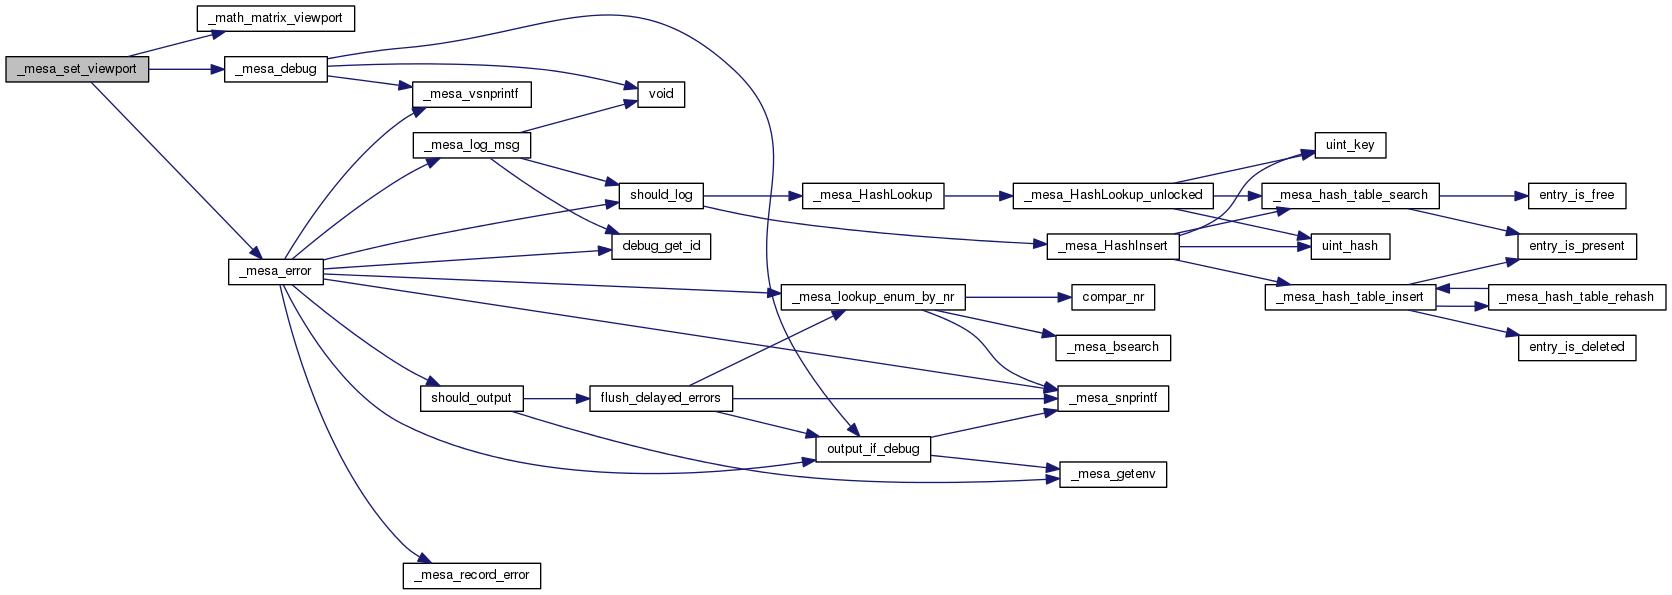 _math_matrix_viewport
_mesa_set_viewport
_mesa_debug
_mesa_vsnprintf
void
_mesa_log_msg
uint_key
should_log
_mesa_HashLookup
_mesa_HashLookup_unlocked
_mesa_hash_table_search
entry_is_free
debug_get_id
_mesa_HashInsert
uint_hash
entry_is_present
_mesa_error
_mesa_lookup_enum_by_nr
compar_nr
_mesa_hash_table_insert
_mesa_hash_table_rehash
_mesa_bsearch
entry_is_deleted
should_output
flush_delayed_errors
_mesa_snprintf
output_if_debug
_mesa_getenv
_mesa_record_error